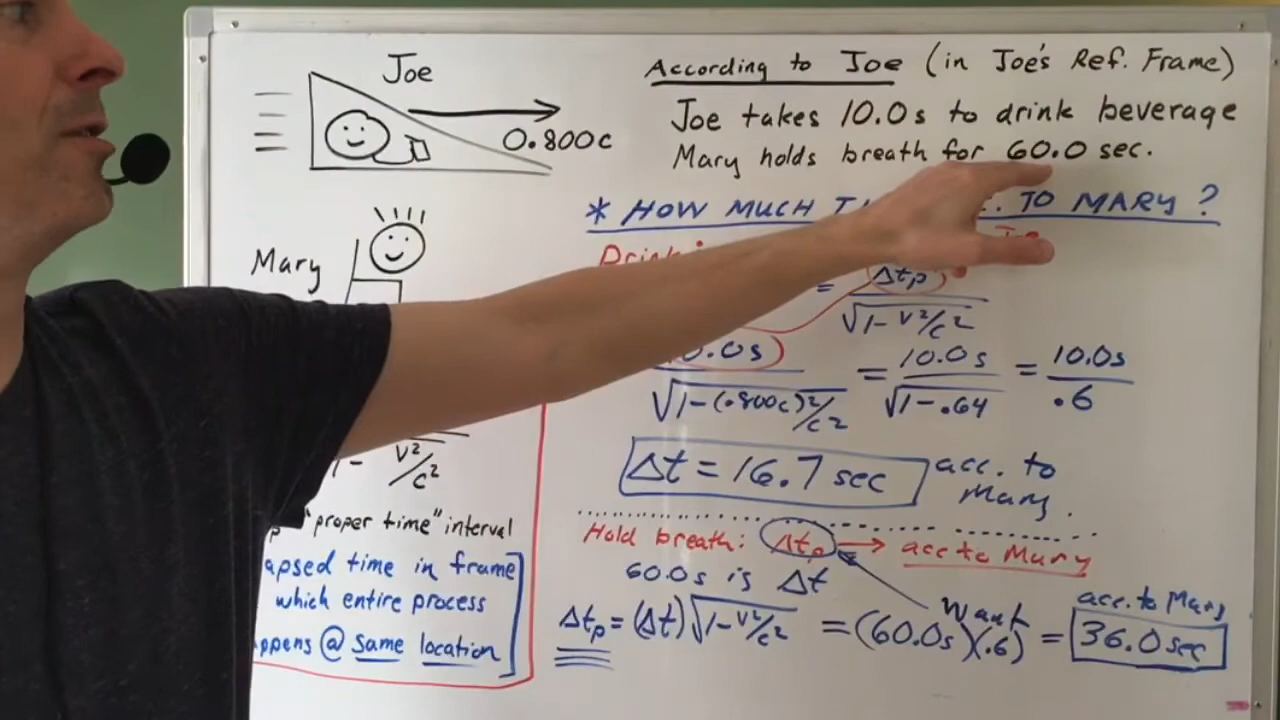 Joe
0.800c
Mary
According to Joe (in Joe's Ref. Frame)
Joe takes 10.0s to drink beverage
Mary holds breath for 60.0 sec.
* HOW MUCH TO MARY ?
= Δtp / √1-v²/c²
0.0s) / √1-(.800c)²/c² = 10.0s / √1-.64 = 10.0s / .6
Δt = 16.7 sec acc. to Mary.
Hold breath: Δtp → acc to Mary
60.0s is Δt
Want
Δtp = (Δt)√1-v²/c² = (60.0s)(.6) = 36.0 sec
acc. to Mary
v²/c²
"proper time" interval
apsed time in frame
which entire process
ppens @ same location